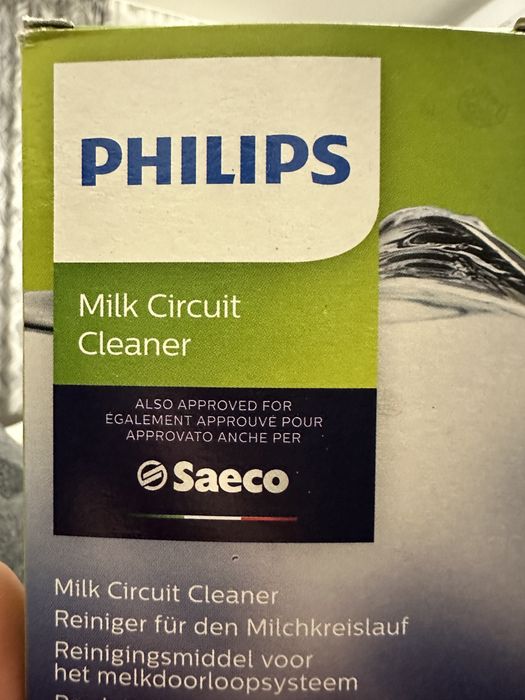 PHILIPS
Milk Circuit
Cleaner
ALSO APPROVED FOR
ÉGALEMENT APPROUVÉ POUR
APPROVATO ANCHE PER
Saeco
Milk Circuit Cleaner
Reiniger für den Milchkreislauf
Reinigingsmiddel voor
het melkdoorloopsysteem